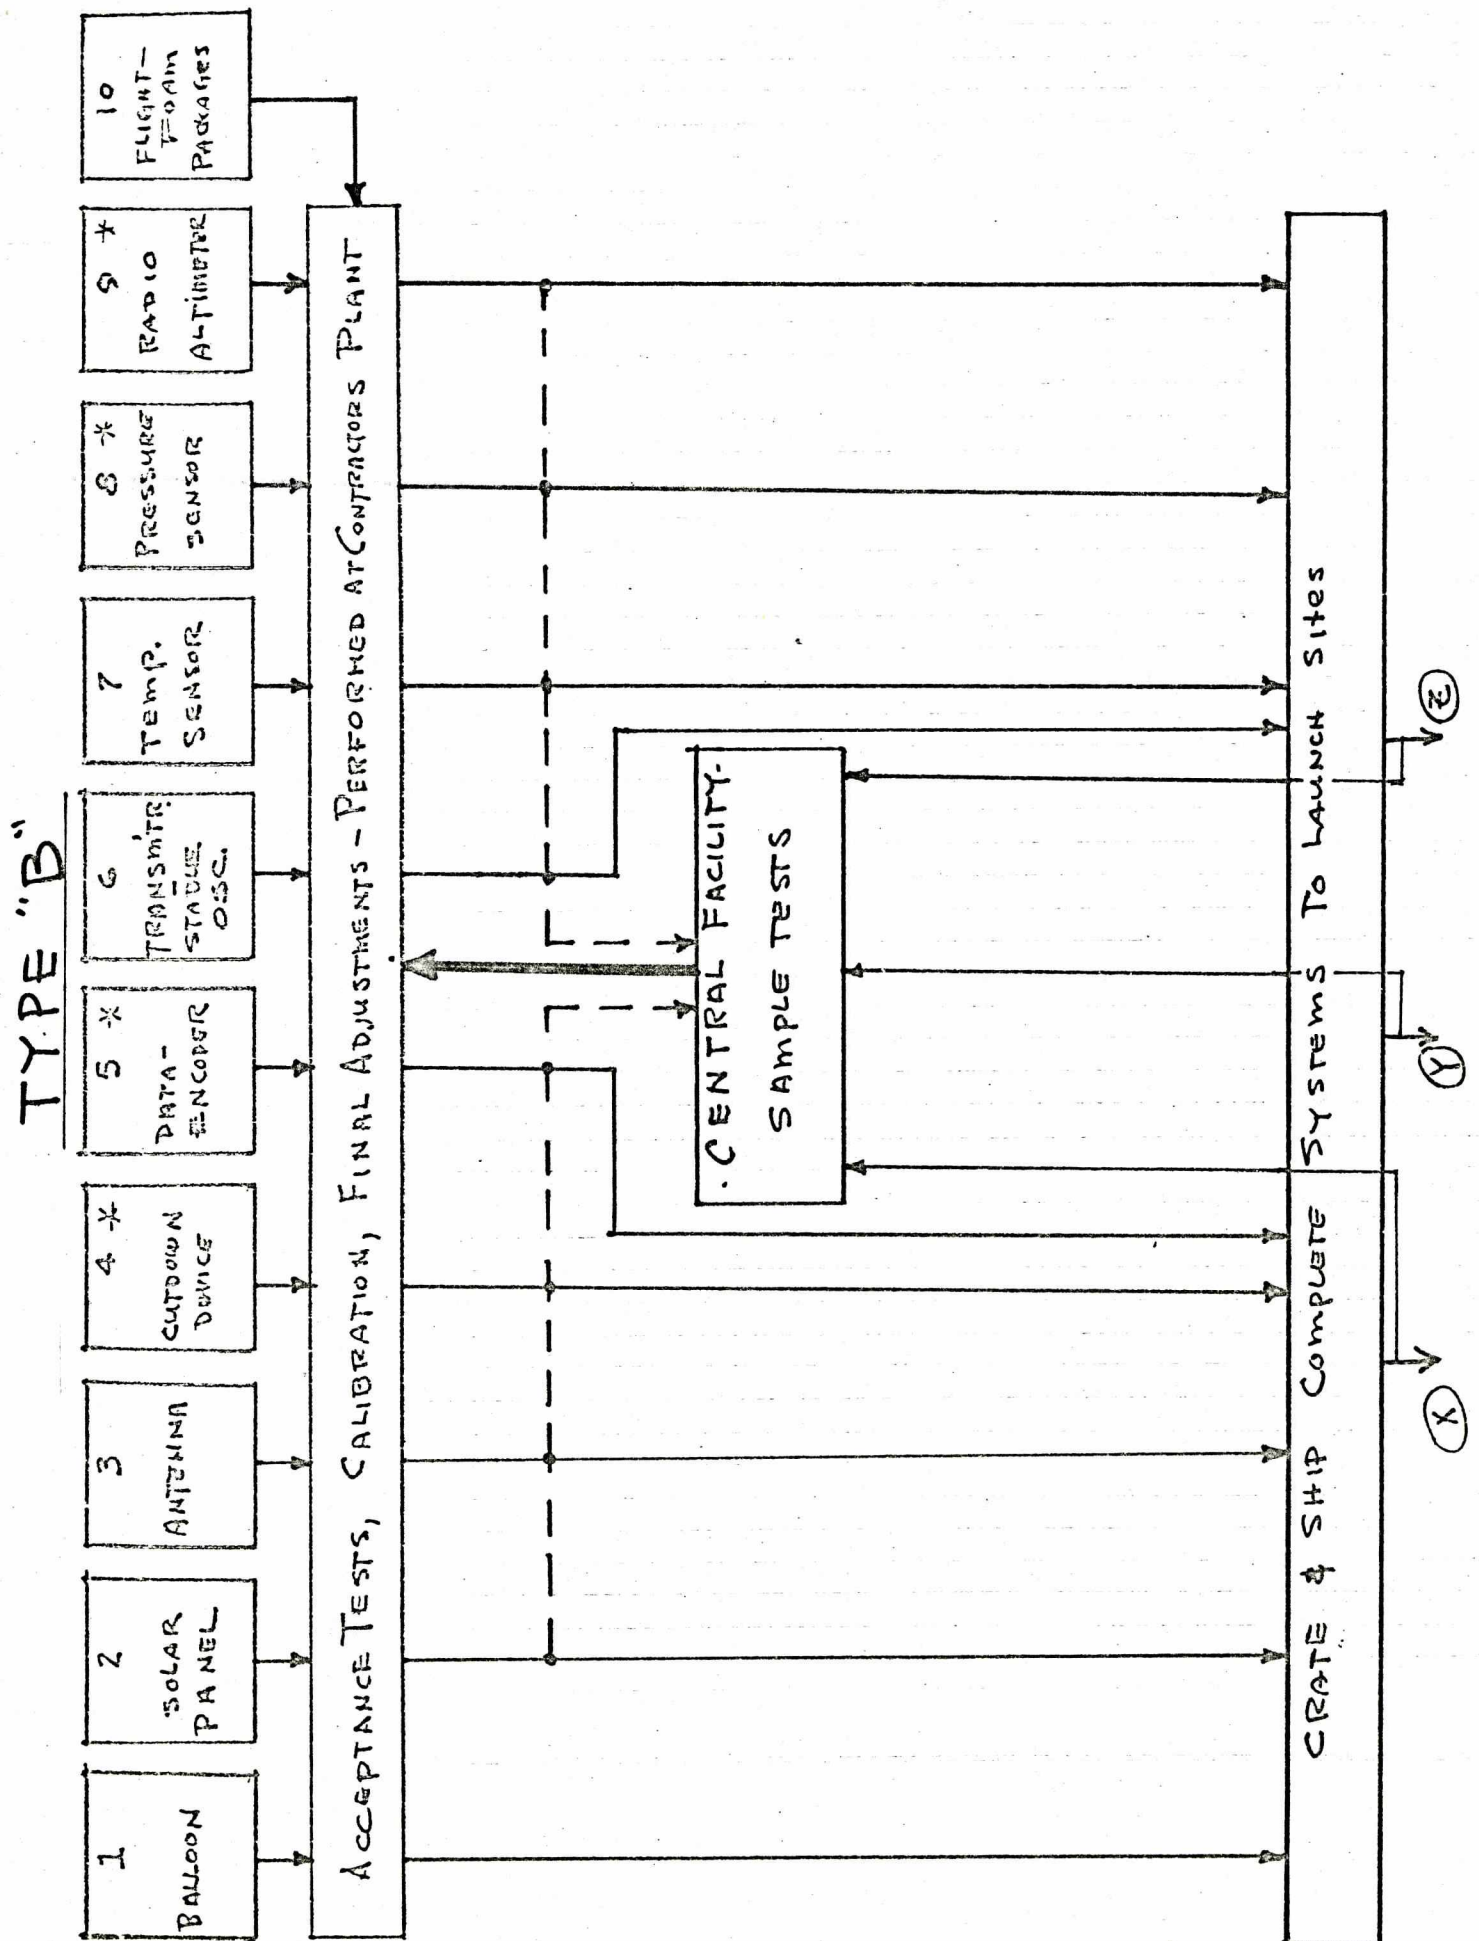 TYPE "B"
1
BALLOON
2
SOLAR
PANEL
3
ANTENNA
4 *
CUTDOWN
DEVICE
5 *
DATA-
ENCODER
6
TRANSMITR.
STABLE
OSC.
7
TEMP.
SENSOR
8 *
PRESSURE
SENSOR
9 *
RADIO
ALTIMETER
10
FLIGHT-
FOAM
PACKAGES
ACCEPTANCE TESTS, CALIBRATION, FINAL ADJUSTMENTS - PERFORMED AT CONTRACTORS PLANT
CENTRAL FACILITY-
SAMPLE TESTS
CRATE & SHIP COMPLETE SYSTEMS TO LAUNCH SITES
X
Y
Z